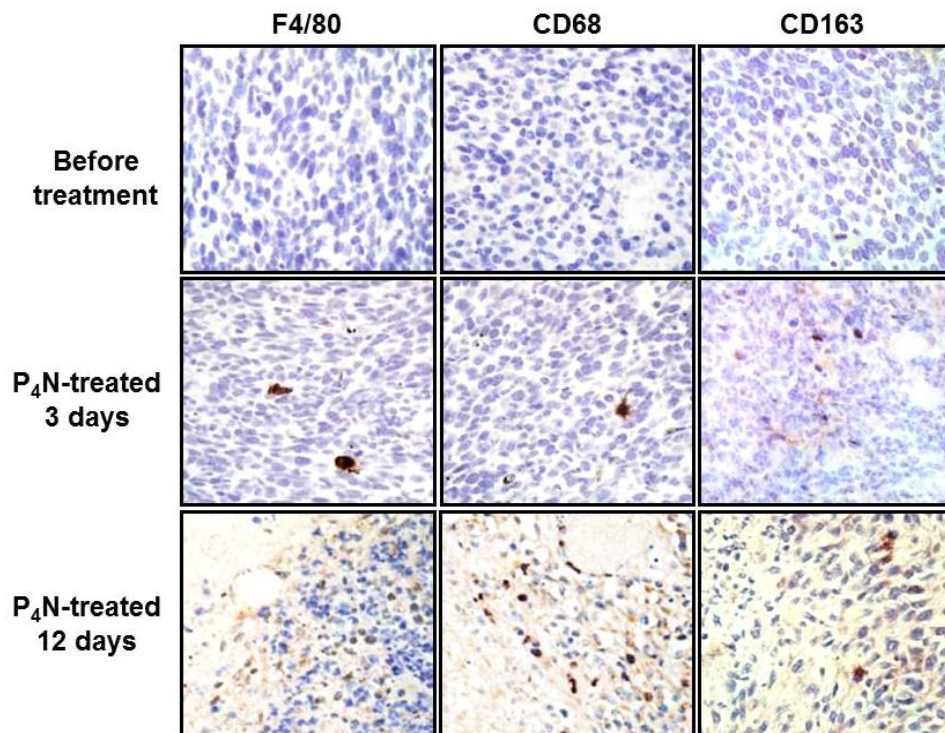 F4/80 CD68 CD163
Before
treatment
P₄N-treated
3 days
P₄N-treated
12 days